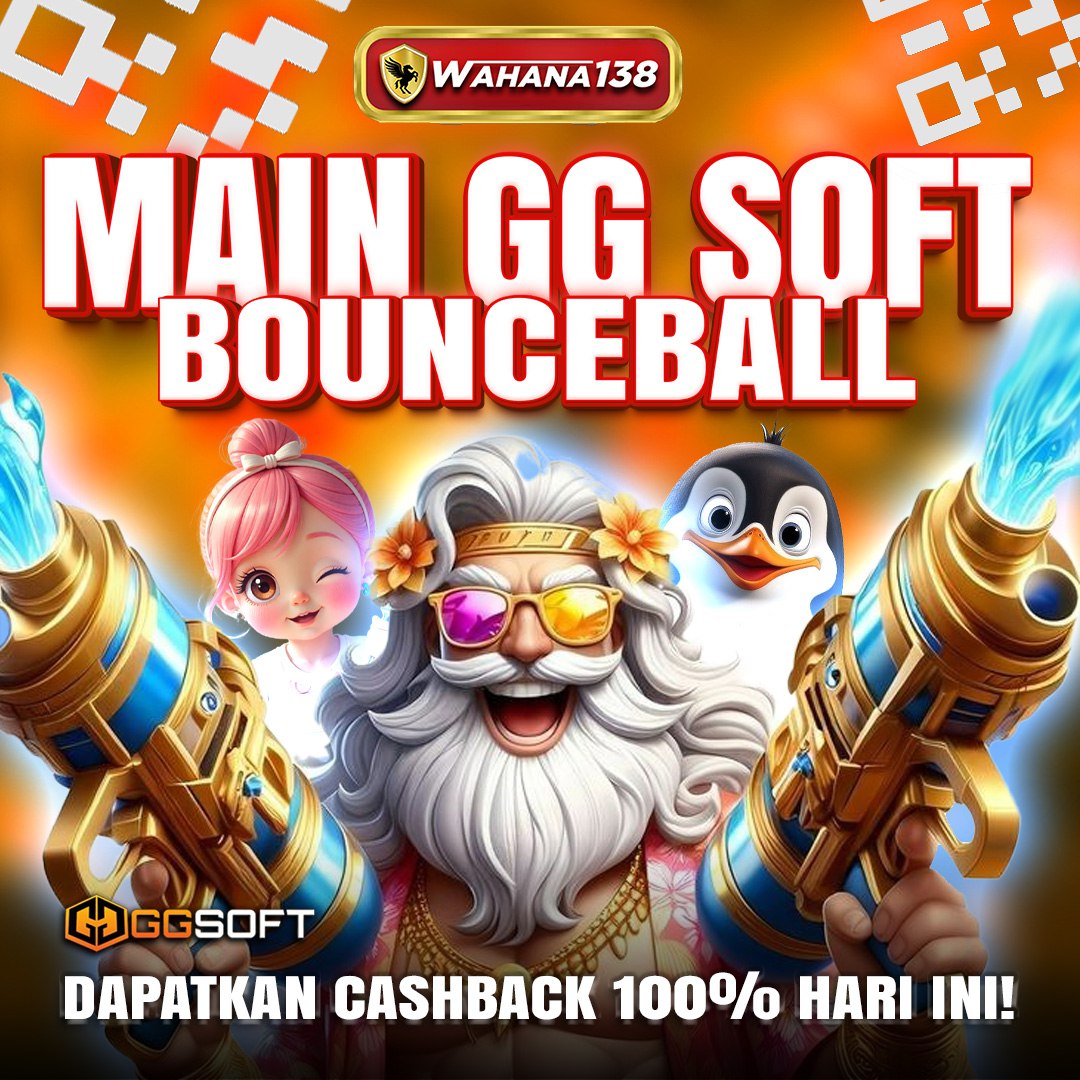 WAHANA138
MAIN GG SOFT
BOUNCEBALL
GGSOFT
DAPATKAN CASHBACK 100% HARI INI!